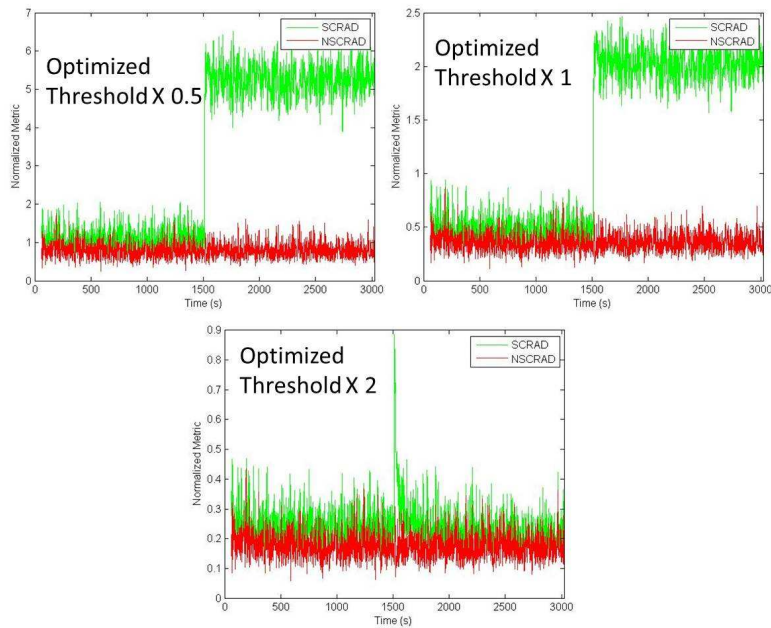 7
6
5
4
3
2
1
0
Normalized Metric
Optimized
Threshold X 0.5
SCRAD
NSCRAD
0 500 1000 1500 2000 2500 3000
Time (s)
2.5
2
1.5
1
0.5
0
Normalized Metric
Optimized
Threshold X 1
SCRAD
NSCRAD
0 500 1000 1500 2000 2500 3000
Time (s)
0.9
0.8
0.7
0.6
0.5
0.4
0.3
0.2
0.1
0
Normalized Metric
Optimized
Threshold X 2
SCRAD
NSCRAD
0 500 1000 1500 2000 2500 3000
Time (s)